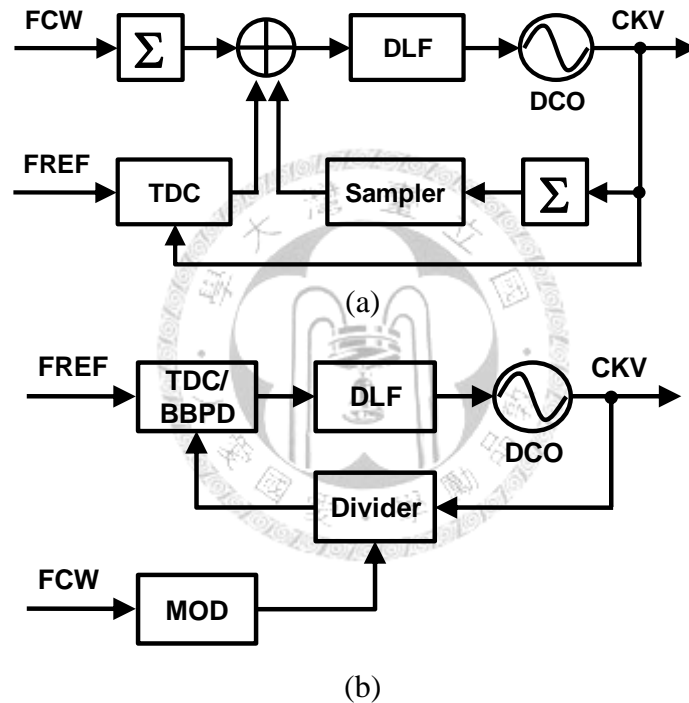 FCW
Σ
DLF
CKV
DCO
FREF
TDC
Sampler
Σ
(a)
FREF
TDC/
BBPD
DLF
CKV
DCO
Divider
FCW
MOD
(b)